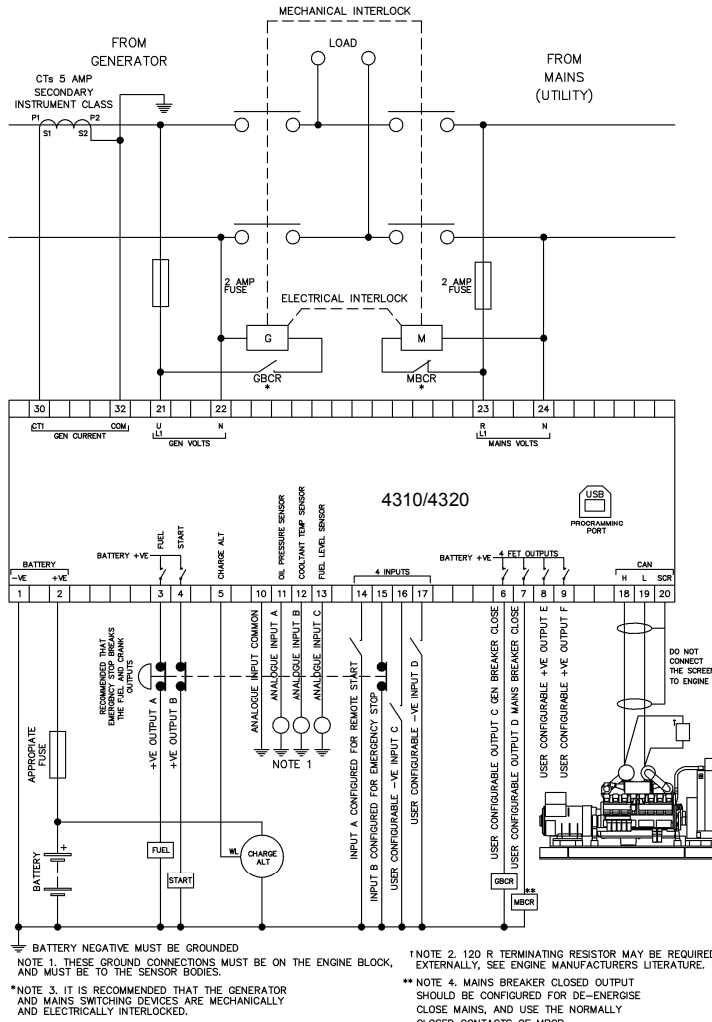 MECHANICAL INTERLOCK
FROM
GENERATOR
LOAD
FROM
MAINS
(UTILITY)
CTs 5 AMP
SECONDARY
INSTRUMENT CLASS
P1
P2
S1
S2
2 AMP
FUSE
2 AMP
FUSE
ELECTRICAL INTERLOCK
G
M
GBCR
*
MBCR
*
30
32
21
22
23
24
CT1
COM
GEN CURRENT
U
L1
N
GEN VOLTS
R
L1
N
MAINS VOLTS
4310/4320
USB
PROGRAMMING
PORT
BATTERY
-VE
+VE
BATTERY +VE
FUEL
START
CHARGE ALT
OIL PRESSURE SENSOR
COOLTANT TEMP SENSOR
FUEL LEVEL SENSOR
4 INPUTS
BATTERY +VE
4 FET OUTPUTS
CAN
H
L
SCR
1
2
3
4
5
10
11
12
13
14
15
16
17
6
7
8
9
18
19
20
RECOMMENDED THAT
EMERGENCY STOP BREAKS
THE FUEL AND CRANK
OUTPUTS
+VE OUTPUT A
+VE OUTPUT B
ANALOGUE INPUT COMMON
ANALOGUE INPUT A
ANALOGUE INPUT B
ANALOGUE INPUT C
NOTE 1
INPUT A CONFIGURED FOR REMOTE START
INPUT B CONFIGURED FOR EMERGENCY STOP
USER CONFIGURABLE -VE INPUT C
USER CONFIGURABLE -VE INPUT D
USER CONFIGURABLE OUTPUT C GEN BREAKER CLOSE
USER CONFIGURABLE OUTPUT D MAINS BREAKER CLOSE
USER CONFIGURABLE +VE OUTPUT E
USER CONFIGURABLE +VE OUTPUT F
DO NOT
CONNECT
THE SCREEN
TO ENGINE
†
APPROPIATE
FUSE
BATTERY
+
FUEL
START
WL
CHARGE
ALT
GBCR
**
MBCR
BATTERY NEGATIVE MUST BE GROUNDED
NOTE 1. THESE GROUND CONNECTIONS MUST BE ON THE ENGINE BLOCK,
AND MUST BE TO THE SENSOR BODIES.
*NOTE 3. IT IS RECOMMENDED THAT THE GENERATOR
AND MAINS SWITCHING DEVICES ARE MECHANICALLY
AND ELECTRICALLY INTERLOCKED.
† NOTE 2. 120 R TERMINATING RESISTOR MAY BE REQUIRED
EXTERNALLY, SEE ENGINE MANUFACTURERS LITERATURE.
** NOTE 4. MAINS BREAKER CLOSED OUTPUT
SHOULD BE CONFIGURED FOR DE-ENERGISE
CLOSE MAINS, AND USE THE NORMALLY
CLOSED CONTACTS OF MBCR